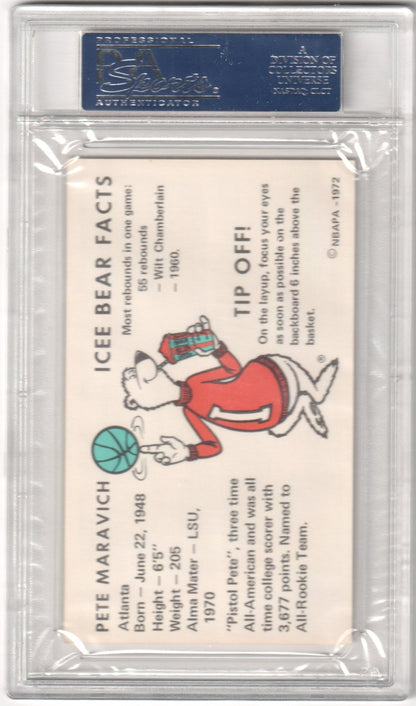 PROFESSIONAL
PSA
Sports
AUTHENTICATOR
A
DIVISION OF
COLLECTORS
UNIVERSE
NASDAQ: CLCT
PETE MARAVICH
Atlanta
Born — June 22, 1948
Height — 6'5"
Weight — 205
Alma Mater — LSU,
1970
"Pistol Pete", three time
All-American and was all
time college scorer with
3,677 points. Named to
All-Rookie Team.
1
®
ICEE BEAR FACTS
Most rebounds in one game:
55 rebounds
— Wilt Chamberlain
— 1960.
TIP OFF!
On the layup, focus your eyes
as soon as possible on the
backboard 6 inches above the
basket.
© NBAPA - 1972